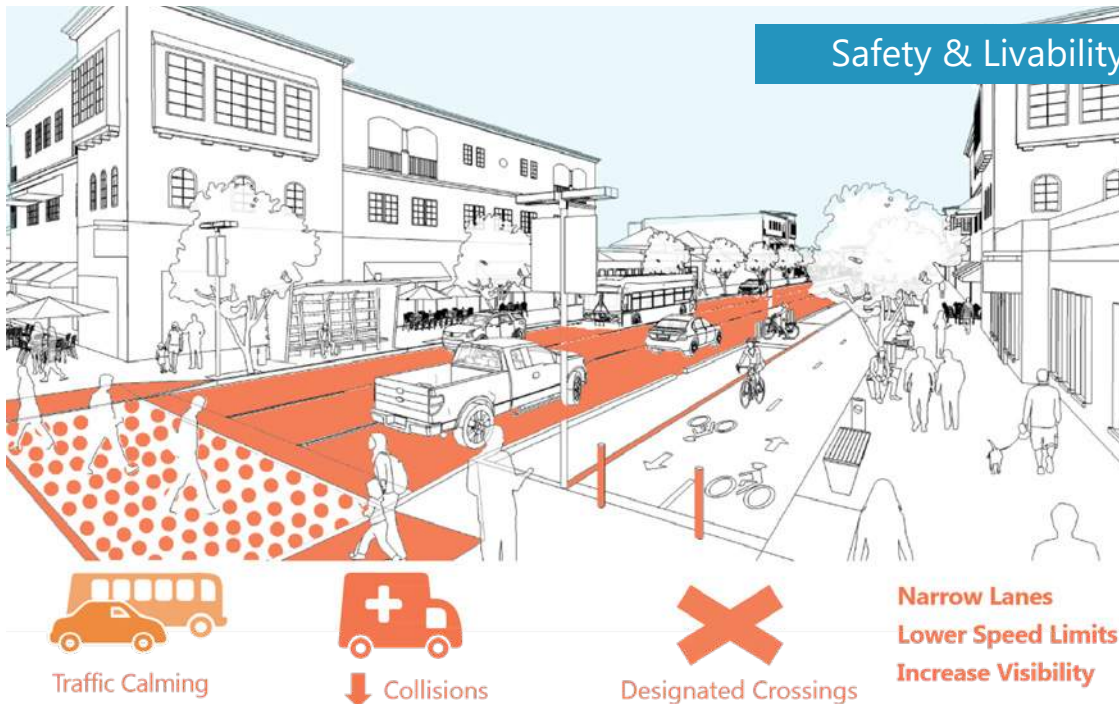 Safety & Livability
Traffic Calming
Collisions
Designated Crossings
Narrow Lanes
Lower Speed Limits
Increase Visibility